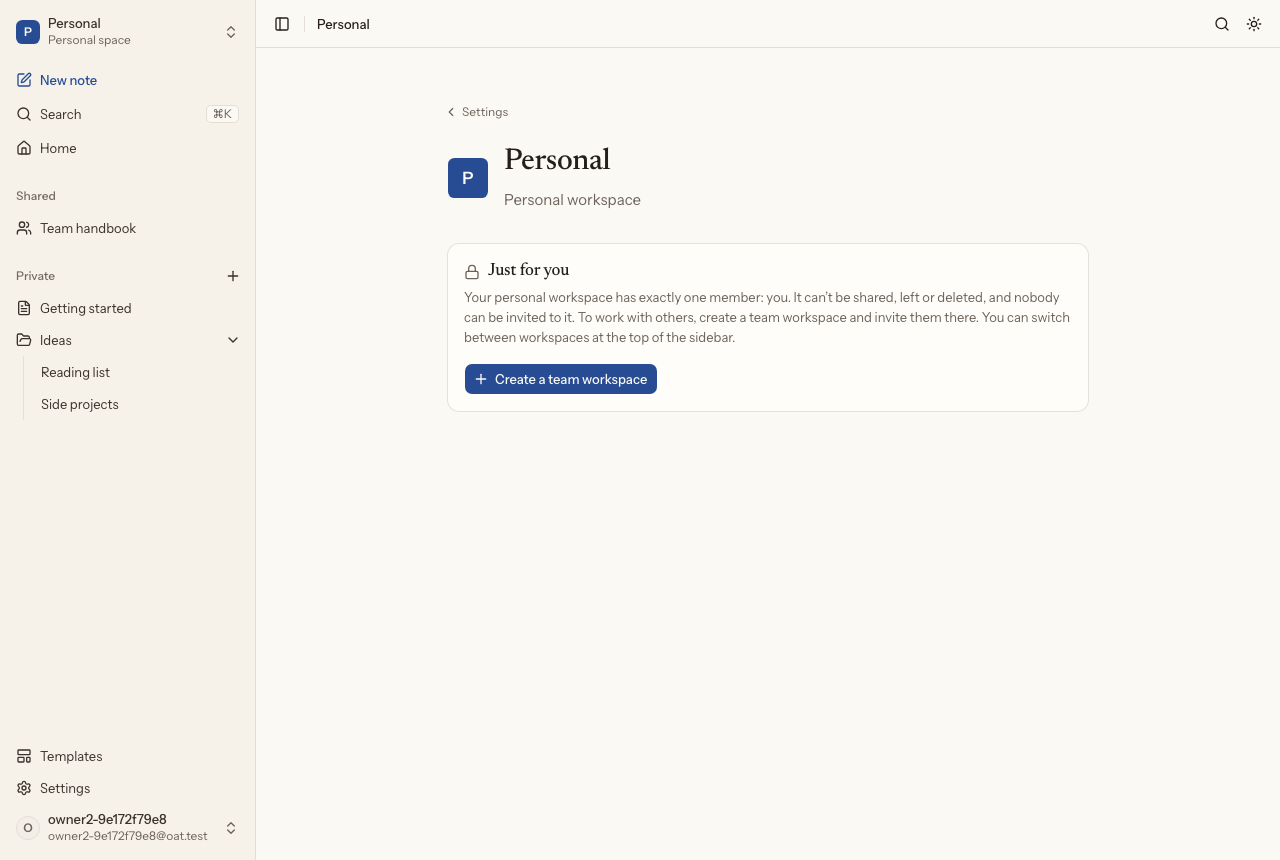 P
Personal
Personal space
New note
Search ⌘K
Home
Shared
Team handbook
Private
Getting started
Ideas
Reading list
Side projects
Templates
Settings
O
owner2-9e172f79e8
owner2-9e172f79e8@oat.test
Personal
Settings
P
Personal
Personal workspace
Just for you
Your personal workspace has exactly one member: you. It can’t be shared, left or deleted, and nobody
can be invited to it. To work with others, create a team workspace and invite them there. You can switch
between workspaces at the top of the sidebar.
Create a team workspace